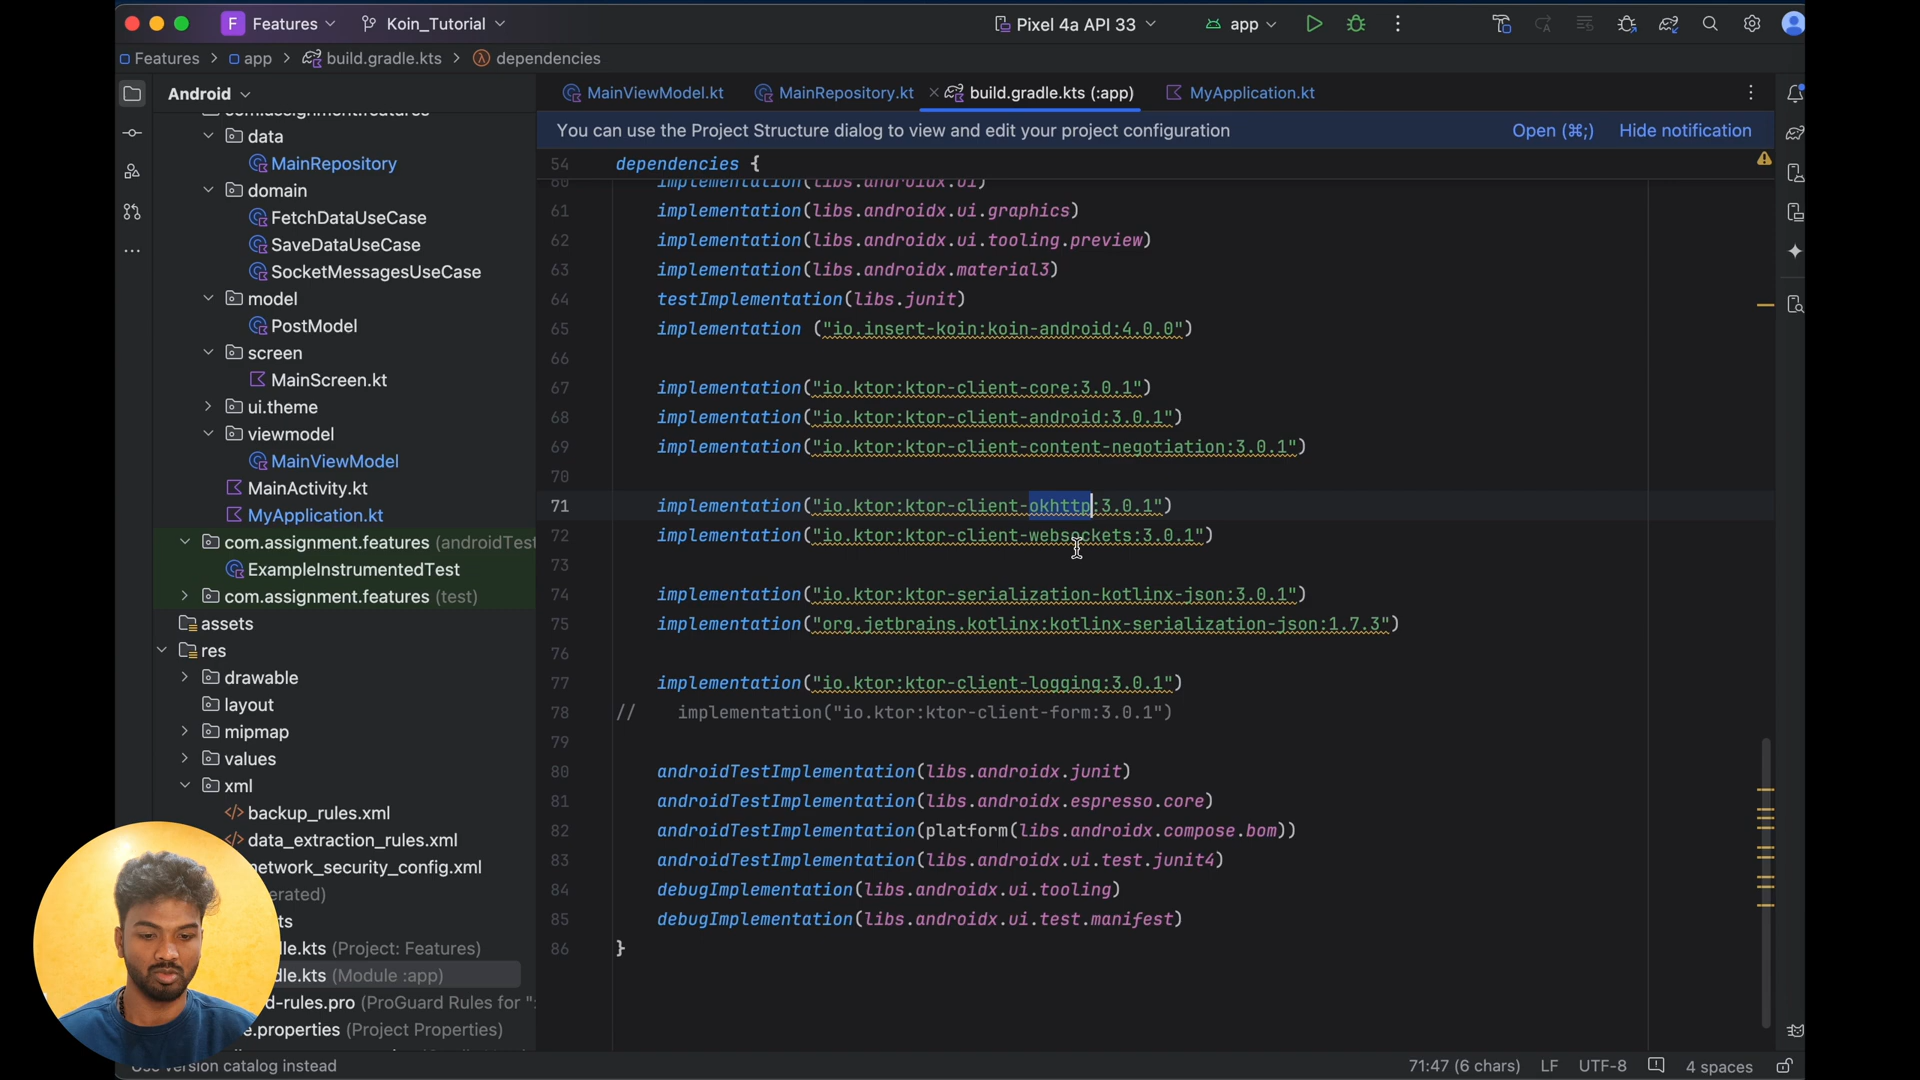 F Features Koin_Tutorial Pixel 4a API 33 app
Features > app > build.gradle.kts > dependencies
Android
MainViewModel.kt MainRepository.kt build.gradle.kts (:app) MyApplication.kt
You can use the Project Structure dialog to view and edit your project configuration Open (⌘;) Hide notification
com.assignment.features
data
MainRepository
domain
FetchDataUseCase
SaveDataUseCase
SocketMessagesUseCase
model
PostModel
screen
MainScreen.kt
ui.theme
viewmodel
MainViewModel
MainActivity.kt
MyApplication.kt
com.assignment.features (androidTest
ExampleInstrumentedTest
com.assignment.features (test)
assets
res
drawable
layout
mipmap
values
xml
backup_rules.xml
data_extraction_rules.xml
network_security_config.xml
erated)
ts
dle.kts (Project: Features)
dle.kts (Module :app)
d-rules.pro (ProGuard Rules for ":
e.properties (Project Properties)
54 dependencies {
60 implementation(libs.androidx.ui)
61 implementation(libs.androidx.ui.graphics)
62 implementation(libs.androidx.ui.tooling.preview)
63 implementation(libs.androidx.material3)
64 testImplementation(libs.junit)
65 implementation ("io.insert-koin:koin-android:4.0.0")
66
67 implementation("io.ktor:ktor-client-core:3.0.1")
68 implementation("io.ktor:ktor-client-android:3.0.1")
69 implementation("io.ktor:ktor-client-content-negotiation:3.0.1")
70
71 implementation("io.ktor:ktor-client-okhttp:3.0.1")
72 implementation("io.ktor:ktor-client-websockets:3.0.1")
73
74 implementation("io.ktor:ktor-serialization-kotlinx-json:3.0.1")
75 implementation("org.jetbrains.kotlinx:kotlinx-serialization-json:1.7.3")
76
77 implementation("io.ktor:ktor-client-logging:3.0.1")
78 // implementation("io.ktor:ktor-client-form:3.0.1")
79
80 androidTestImplementation(libs.androidx.junit)
81 androidTestImplementation(libs.androidx.espresso.core)
82 androidTestImplementation(platform(libs.androidx.compose.bom))
83 androidTestImplementation(libs.androidx.ui.test.junit4)
84 debugImplementation(libs.androidx.ui.tooling)
85 debugImplementation(libs.androidx.ui.test.manifest)
86 }
Use version catalog instead 71:47 (6 chars) LF UTF-8 4 spaces